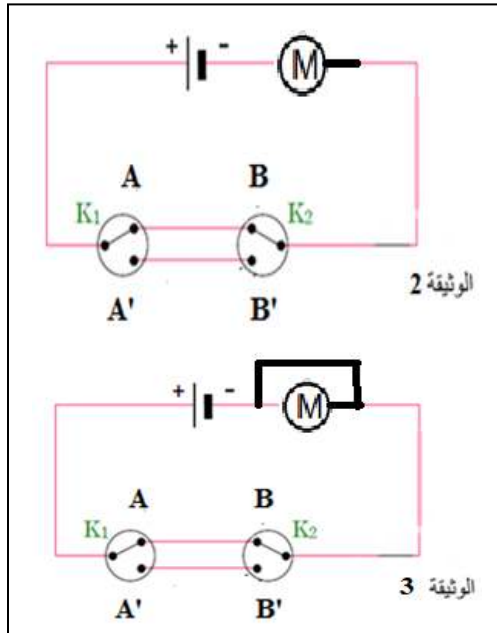 + - M
A B
K₁ K₂
A' B'
الوثيقة 2
+ - M
A B
K₁ K₂
A' B'
الوثيقة 3